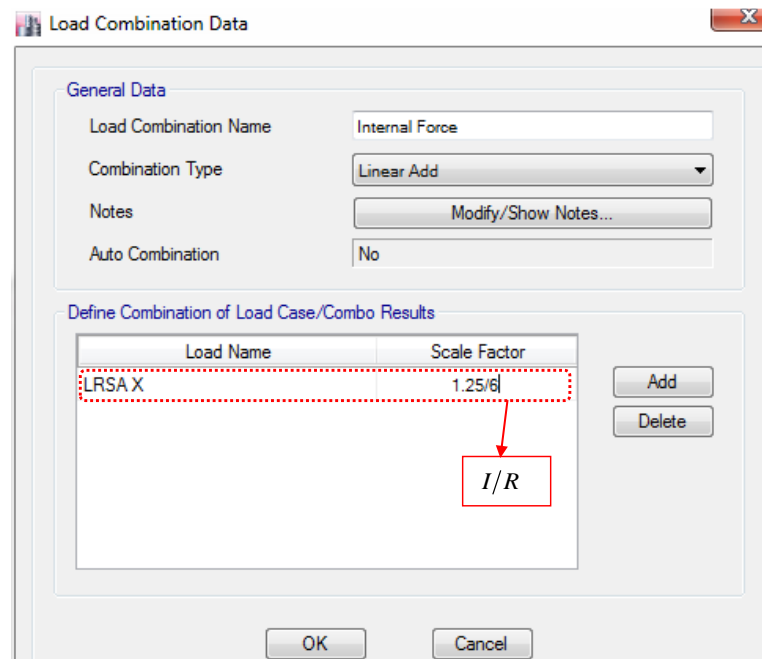 Load Combination Data
X
General Data
Load Combination Name
Internal Force
Combination Type
Linear Add
Notes
Modify/Show Notes...
Auto Combination
No
Define Combination of Load Case/Combo Results
Load Name Scale Factor
LRSA X 1.25/6
Add
Delete
I/R
OK Cancel